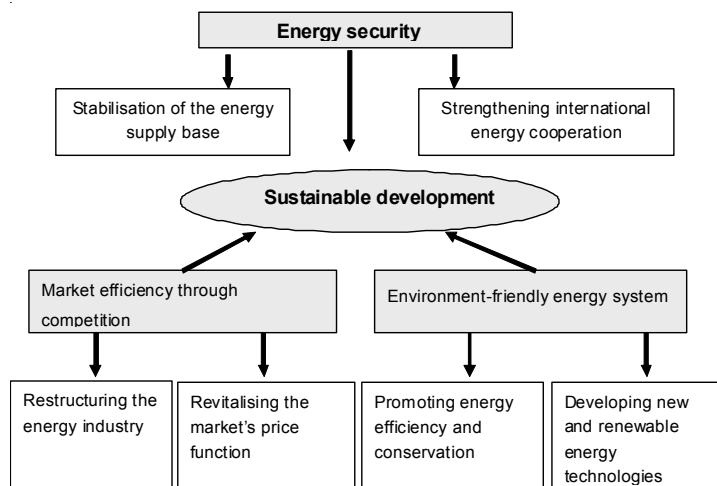 Energy security
Stabilisation of the energy
supply base
Strengthening international
energy cooperation
Sustainable development
Market efficiency through
competition
Environment-friendly energy system
Restructuring the
energy industry
Revitalising the
market's price
function
Promoting energy
efficiency and
conservation
Developing new
and renewable
energy
technologies